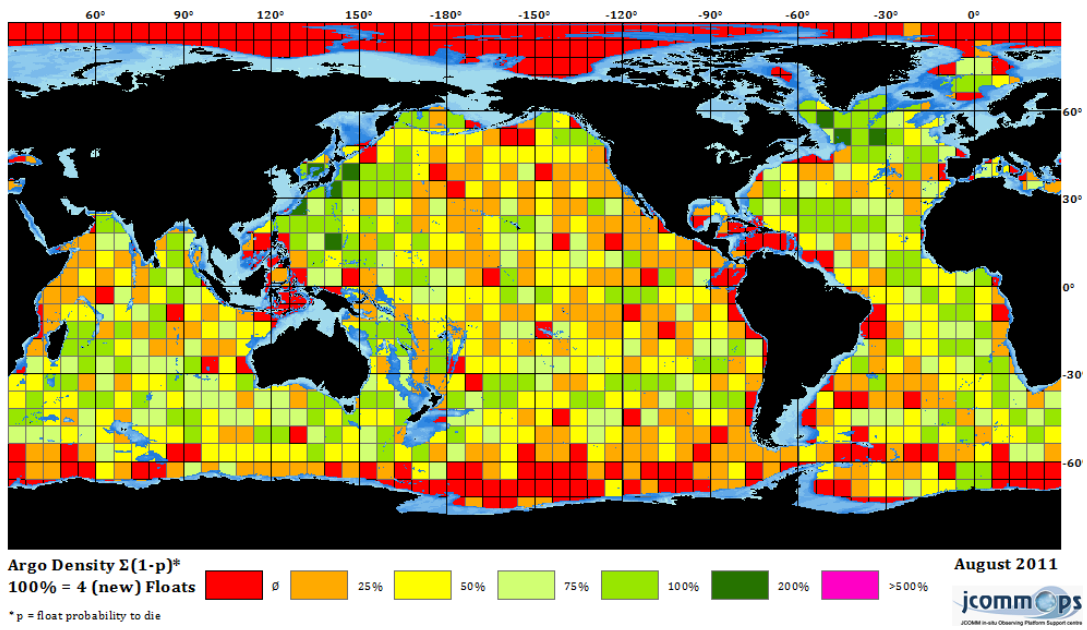 60° 90° 120° 150° -180° -150° -120° -90° -60° -30° 0°
60°
30°
0°
-30°
-60°
Argo Density Σ(1-p)*
100% = 4 (new) Floats
Ø 25% 50% 75% 100% 200% >500%
* p = float probability to die
August 2011
jcommops
JCOMM in-situ Observing Platform Support centre